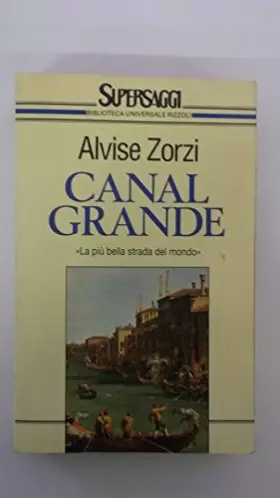 SUPERSAGGI
BIBLIOTECA UNIVERSALE RIZZOLI
Alvise Zorzi
CANAL
GRANDE
«La più bella strada del mondo»